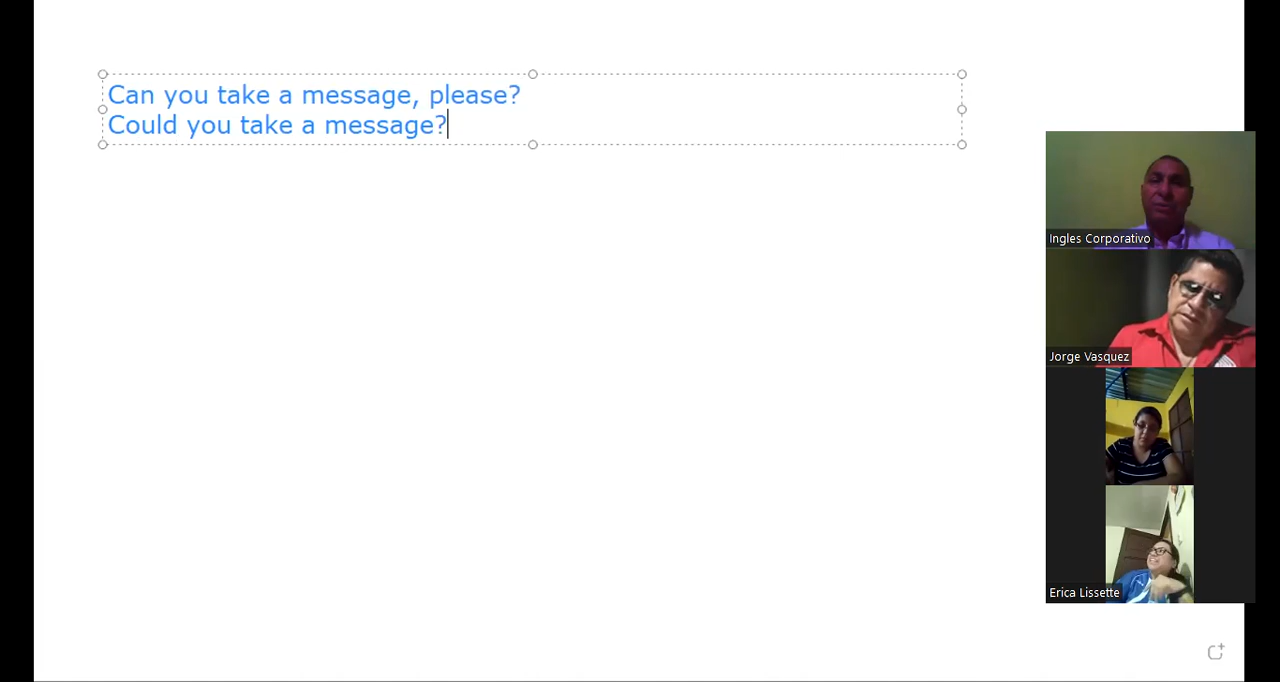 Can you take a message, please?
Could you take a message?
Ingles Corporativo
Jorge Vasquez
Erica Lissette